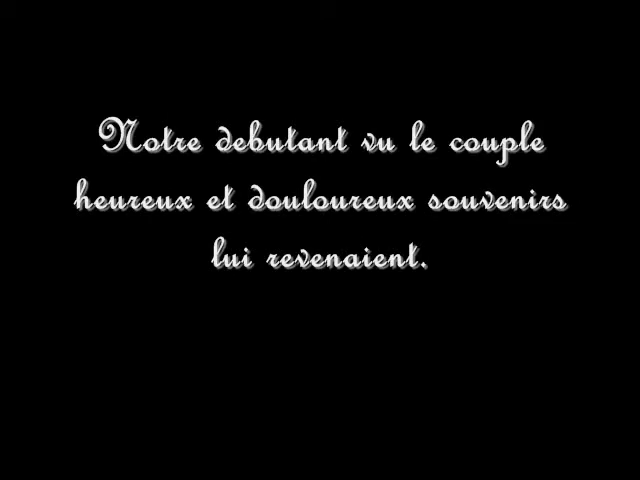 Notre debutant vu le couple
heureux et douloureux souvenirs
lui revenaient.